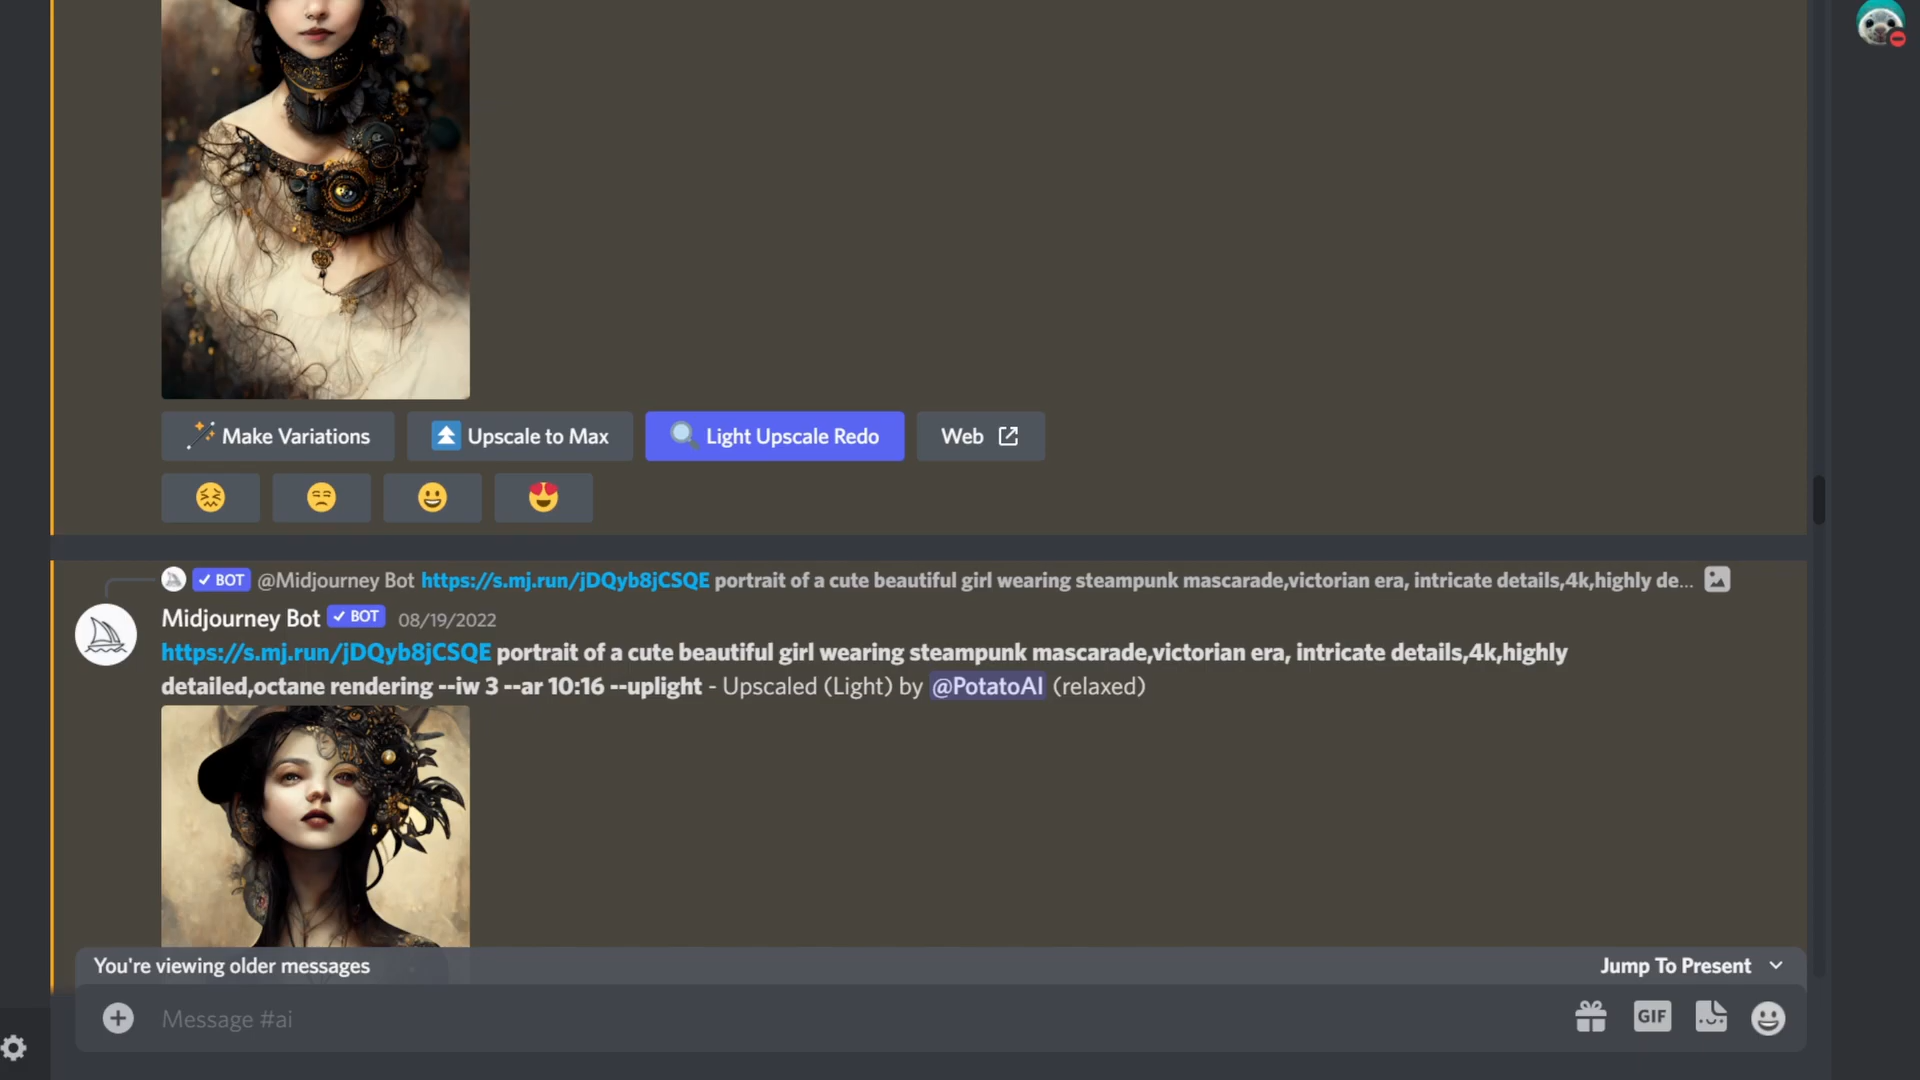 Make Variations Upscale to Max Light Upscale Redo Web
BOT @Midjourney Bot https://s.mj.run/jDQyb8jCSQE portrait of a cute beautiful girl wearing steampunk mascarade,victorian era, intricate details,4k,highly de...
Midjourney Bot BOT 08/19/2022
https://s.mj.run/jDQyb8jCSQE portrait of a cute beautiful girl wearing steampunk mascarade,victorian era, intricate details,4k,highly
detailed,octane rendering --iw 3 --ar 10:16 --uplight - Upscaled (Light) by @PotatoAI (relaxed)
You're viewing older messages Jump To Present
Message #ai GIF